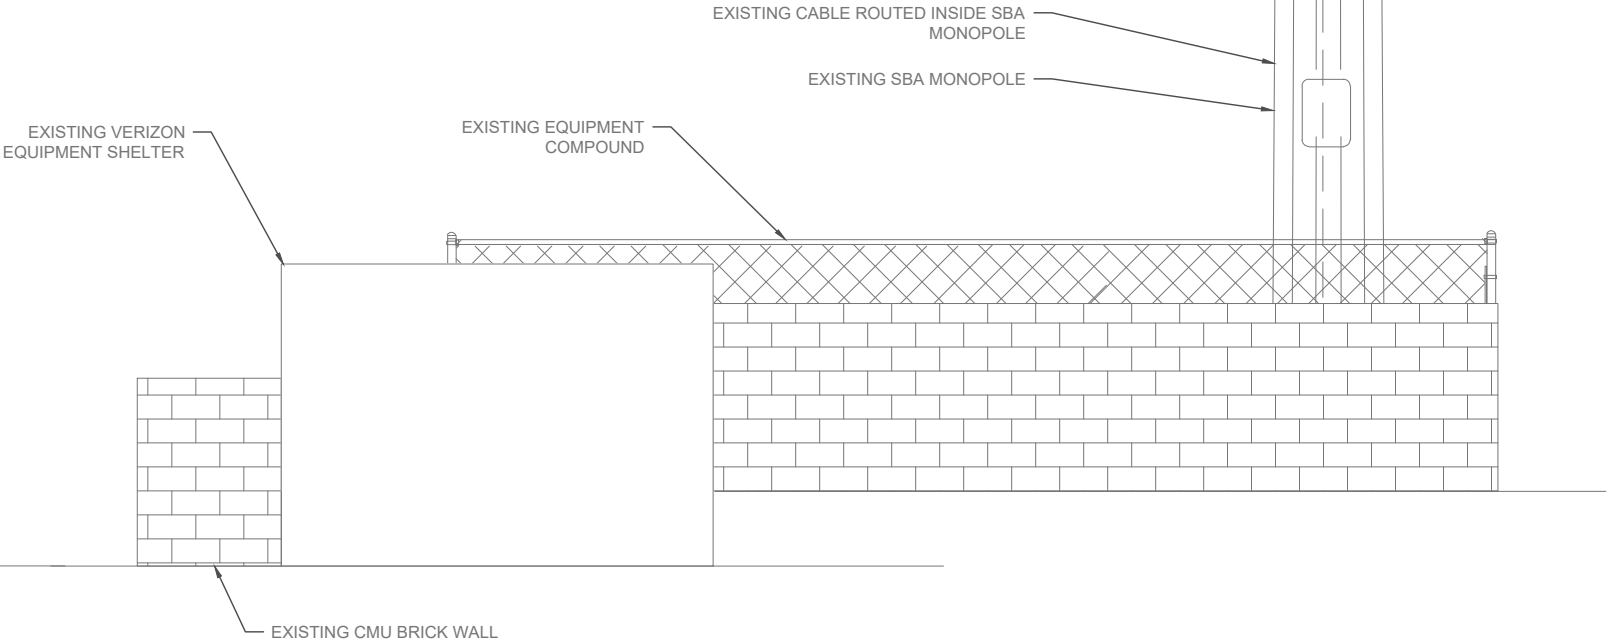 EXISTING CABLE ROUTED INSIDE SBA
MONOPOLE
EXISTING SBA MONOPOLE
EXISTING VERIZON
EQUIPMENT SHELTER
EXISTING EQUIPMENT
COMPOUND
EXISTING CMU BRICK WALL